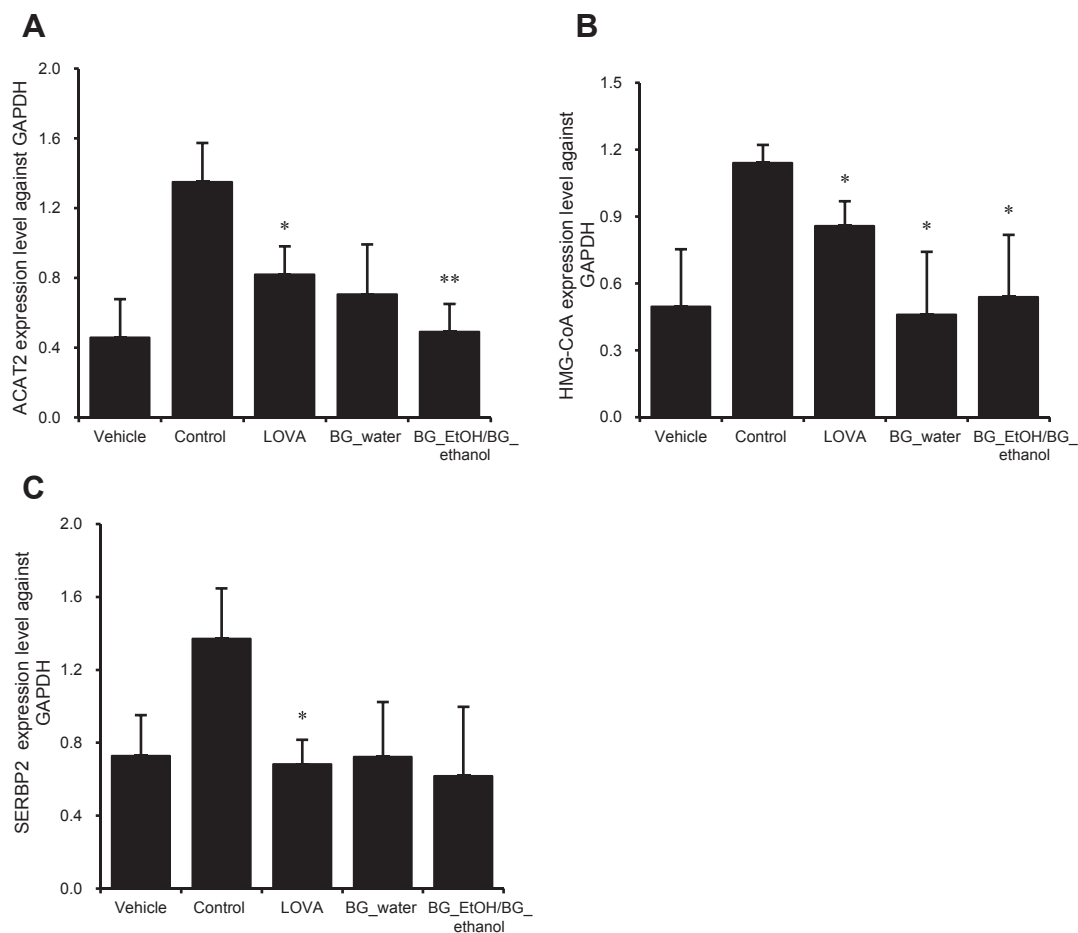 A
ACAT2 expression level against GAPDH
2.0
1.6
1.2
0.8
0.4
0.0
*
**
Vehicle Control LOVA BG_water BG_EtOH/BG_
ethanol
B
HMG-CoA expression level against
GAPDH
1.5
1.2
0.9
0.6
0.3
0.0
*
*
*
Vehicle Control LOVA BG_water BG_EtOH/BG_
ethanol
C
SERBP2 expression level against
GAPDH
2.0
1.6
1.2
0.8
0.4
0.0
*
Vehicle Control LOVA BG_water BG_EtOH/BG_
ethanol